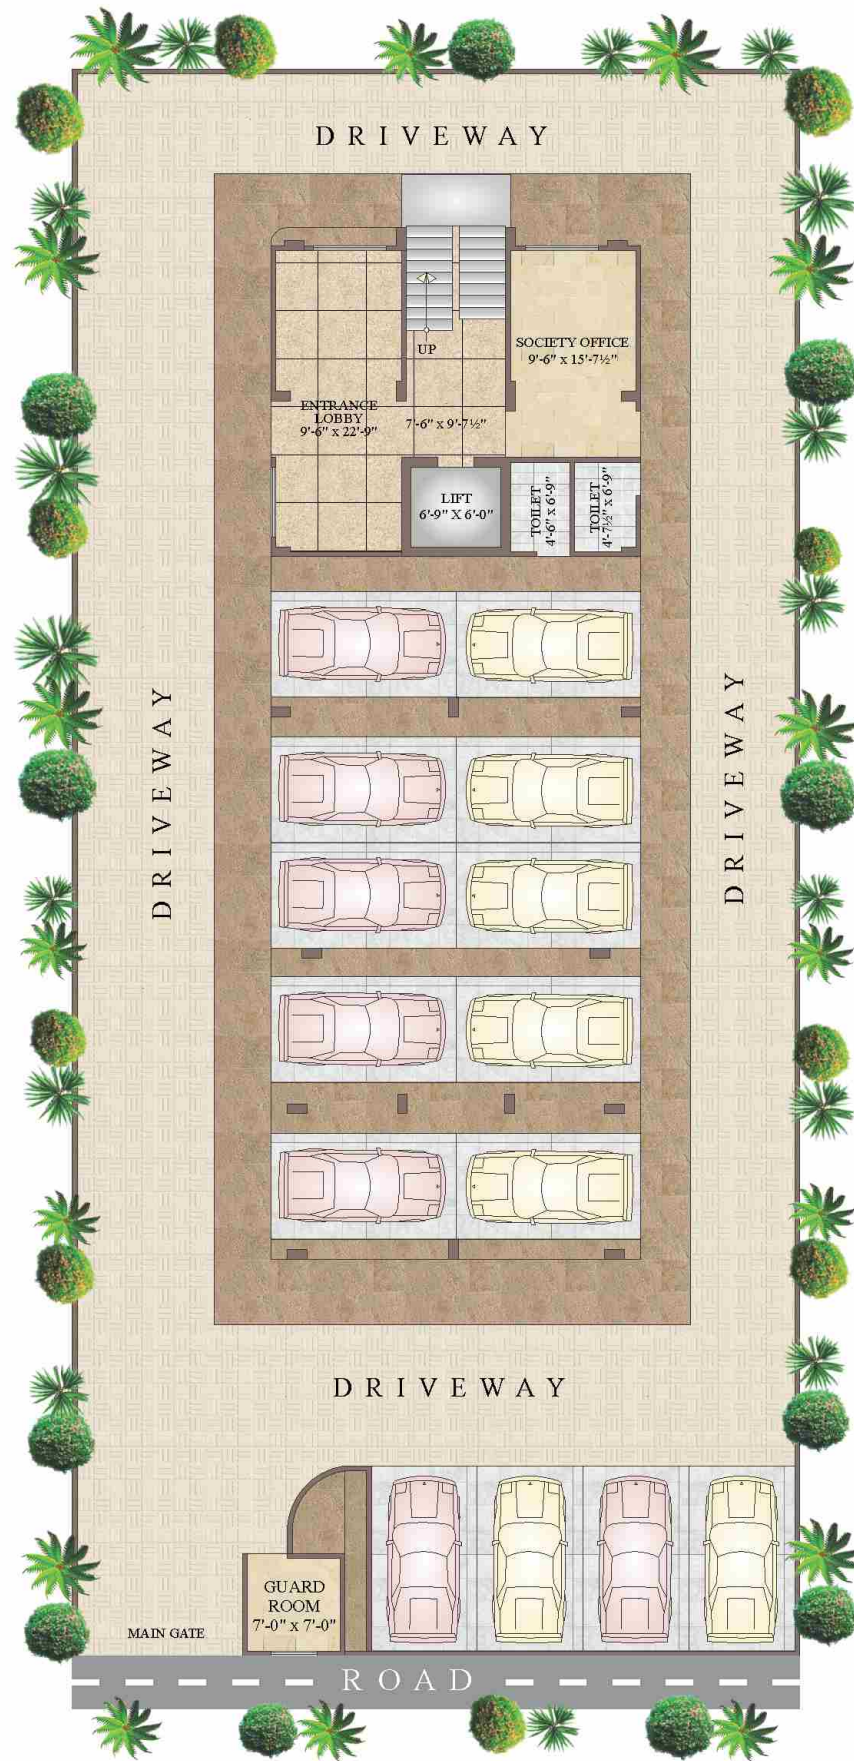 DRIVEWAY
UP
SOCIETY OFFICE
9'-6" x 15'-7½"
ENTRANCE
LOBBY
9'-6" x 22'-9"
7'-6" x 9'-7½"
LIFT
6'-9" X 6'-0"
TOILET
4'-6" x 6'-9"
TOILET
4'-7½" x 6'-9"
DRIVEWAY
DRIVEWAY
DRIVEWAY
GUARD
ROOM
7'-0" x 7'-0"
MAIN GATE
ROAD